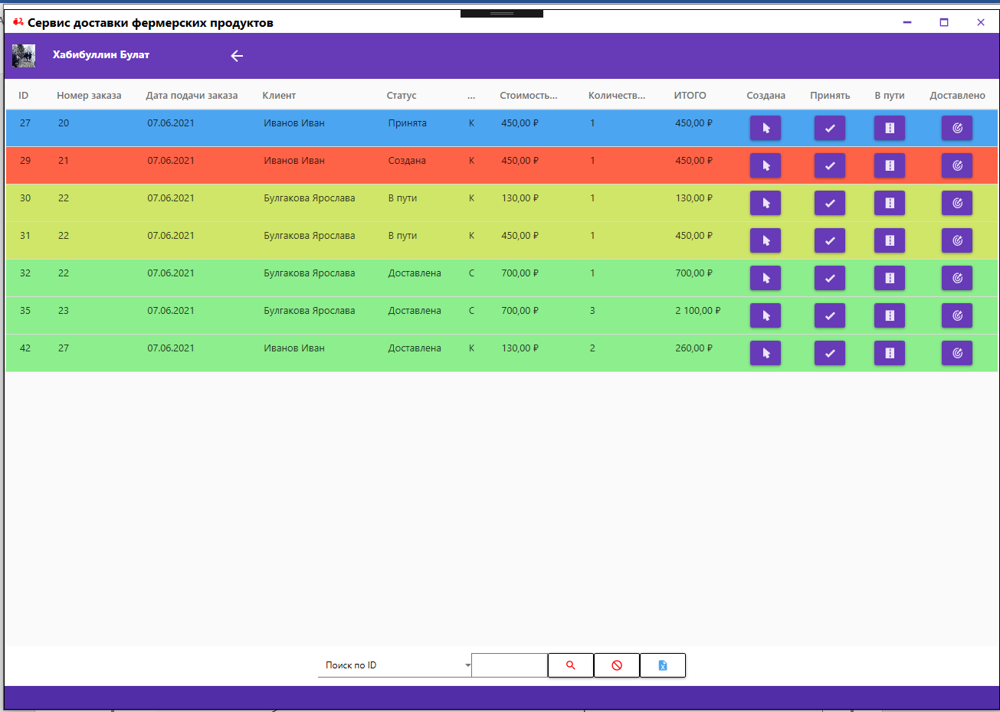 Сервис доставки фермерских продуктов
Хабибуллин Булат
ID Номер заказа Дата подачи заказа Клиент Статус ... Стоимость... Количеств... ИТОГО Создана Принять В пути Доставлено
27 20 07.06.2021 Иванов Иван Принята К 450,00 ₽ 1 450,00 ₽
29 21 07.06.2021 Иванов Иван Создана К 450,00 ₽ 1 450,00 ₽
30 22 07.06.2021 Булгакова Ярослава В пути К 130,00 ₽ 1 130,00 ₽
31 22 07.06.2021 Булгакова Ярослава В пути К 450,00 ₽ 1 450,00 ₽
32 22 07.06.2021 Булгакова Ярослава Доставлена С 700,00 ₽ 1 700,00 ₽
35 23 07.06.2021 Булгакова Ярослава Доставлена С 700,00 ₽ 3 2 100,00 ₽
42 27 07.06.2021 Иванов Иван Доставлена К 130,00 ₽ 2 260,00 ₽
Поиск по ID